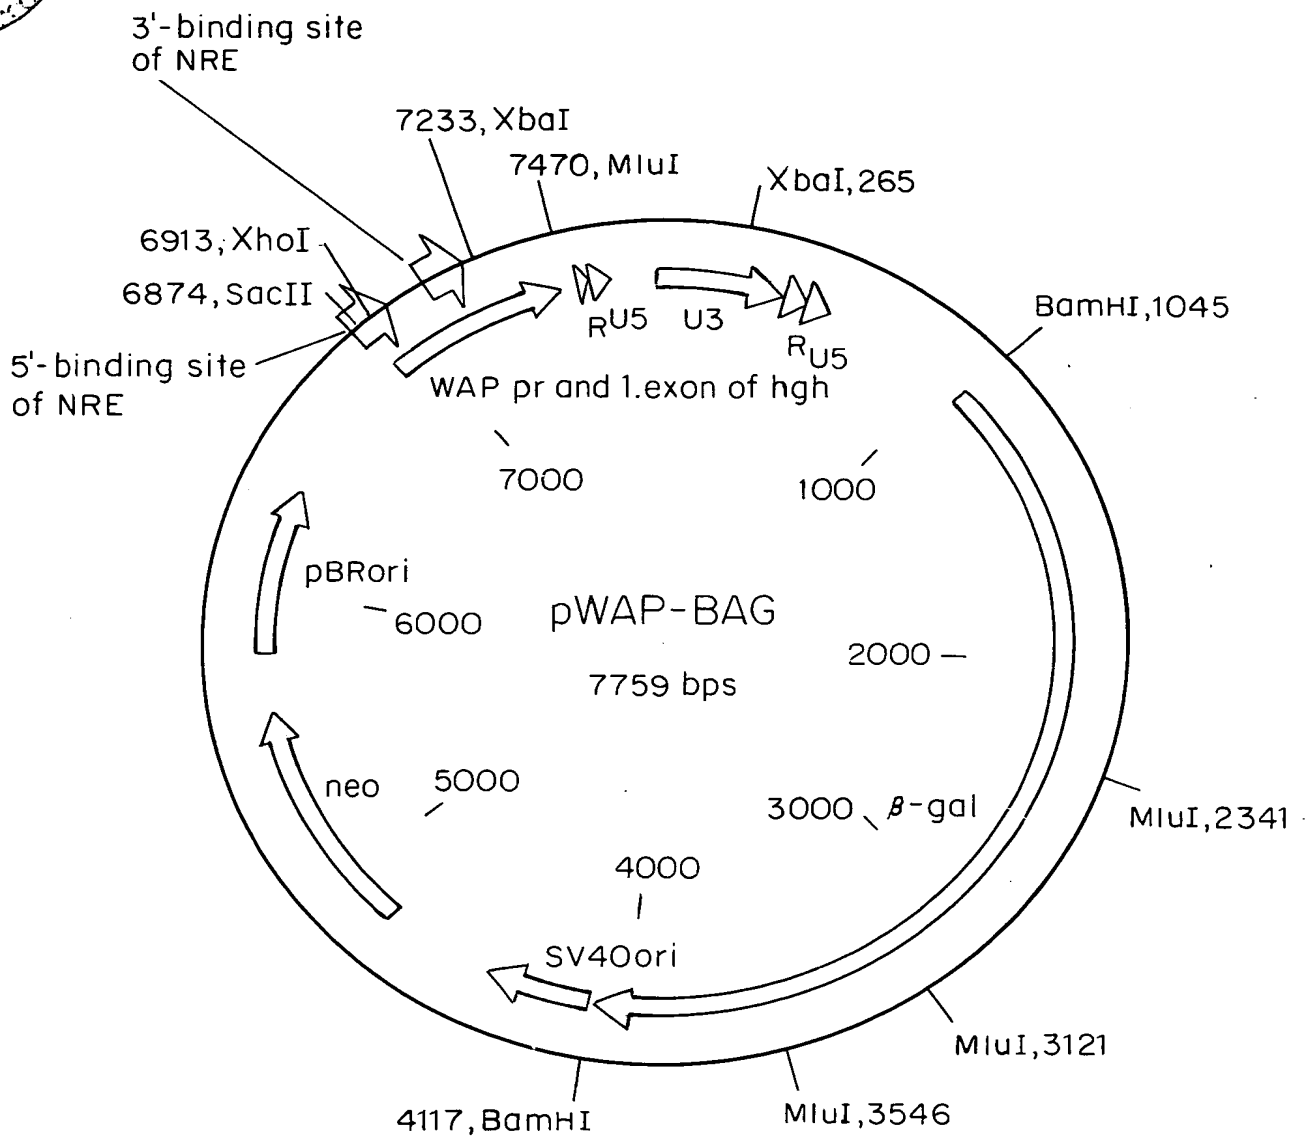 3'-binding site
of NRE
7233, XbaI
7470, MluI
XbaI,265
6913, XhoI
6874, SacII
BamHI,1045
R U5
U3
R U5
5'-binding site
of NRE
WAP pr and 1.exon of hgh
7000
1000
pBRori
6000
pWAP-BAG
2000
7759 bps
neo
5000
3000
β-gal
MluI,2341
4000
SV40ori
MluI,3121
4117, BamHI
MluI,3546